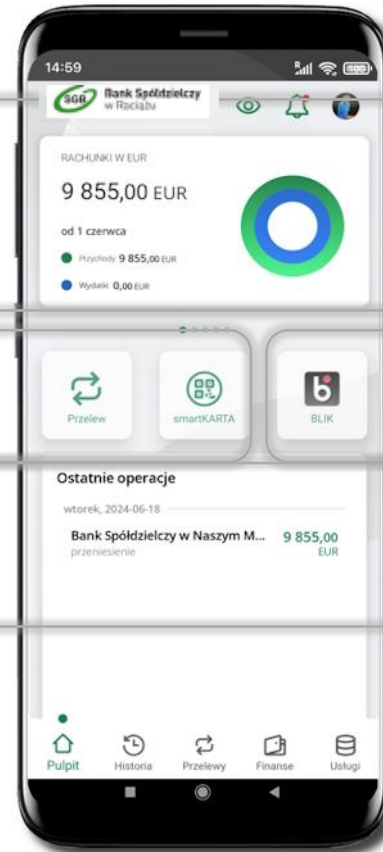 14:59
SGB Bank Spółdzielczy
w Raciążu
RACHUNKI W EUR
9 855,00 EUR
od 1 czerwca
Przychody 9 855,00 EUR
Wydatki 0,00 EUR
Przelew
smartKARTA
BLIK
Ostatnie operacje
wtorek, 2024-06-18
Bank Spółdzielczy w Naszym M... 9 855,00
przeniesienie EUR
Pulpit
Historia
Przelewy
Finanse
Usługi